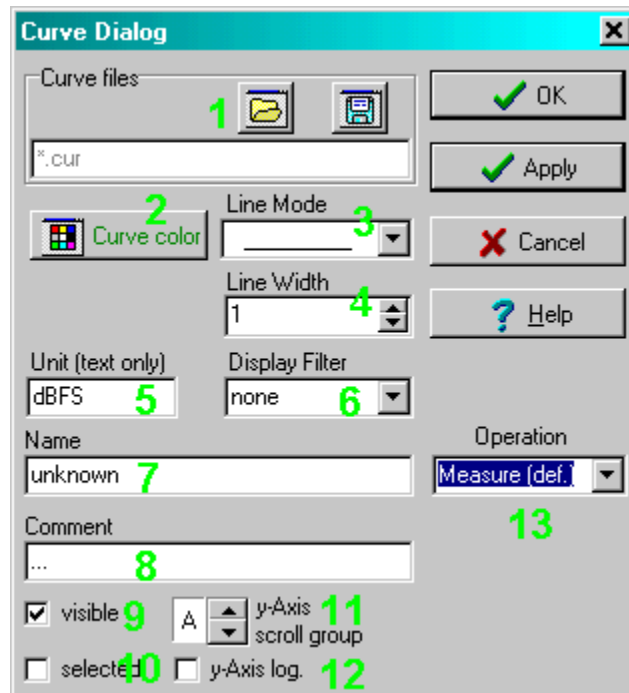 Curve Dialog
Curve files
1
*.cur
OK
Apply
2
Curve color
Line Mode
3
Cancel
Line Width
1
4
Help
Unit (text only)
dBFS
5
Display Filter
none
6
Name
unknown
7
Operation
Measure (def.)
13
Comment
...
8
visible
9
A
y-Axis
scroll group
11
selected
10
y-Axis log.
12